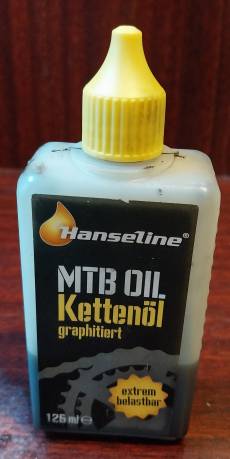 Hanseline®
MTB OIL
Kettenöl
graphitiert
extrem
belastbar
125 ml ℮